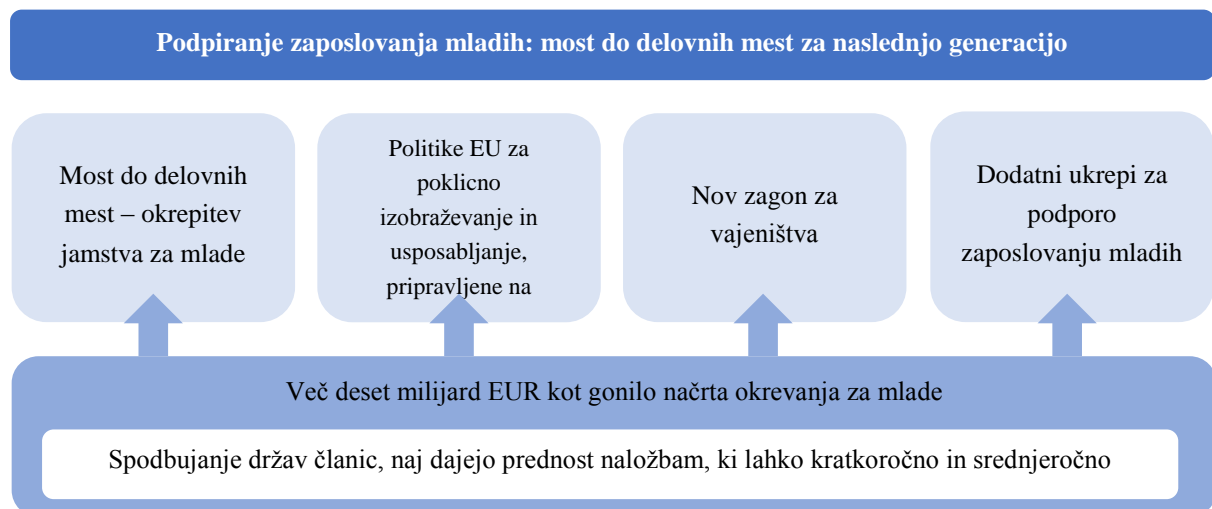 Podpiranje zaposlovanja mladih: most do delovnih mest za naslednjo generacijo
Most do delovnih
mest – okrepitev
jamstva za mlade
Politike EU za
poklicno
izobraževanje in
usposabljanje,
pripravljene na
Nov zagon za
vajeništva
Dodatni ukrepi za
podporo
zaposlovanju mladih
Več deset milijard EUR kot gonilo načrta okrevanja za mlade
Spodbujanje držav članic, naj dajejo prednost naložbam, ki lahko kratkoročno in srednjeročno